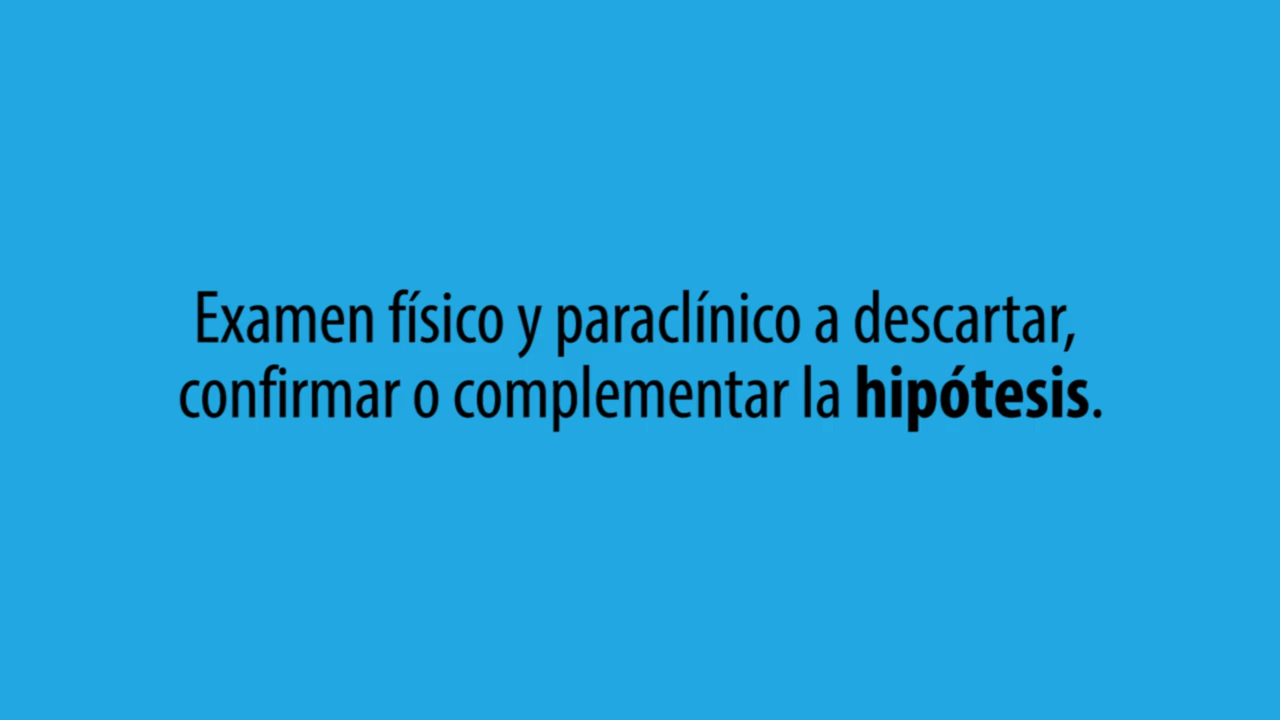 Examen físico y paraclínico a descartar,
confirmar o complementar la hipótesis.